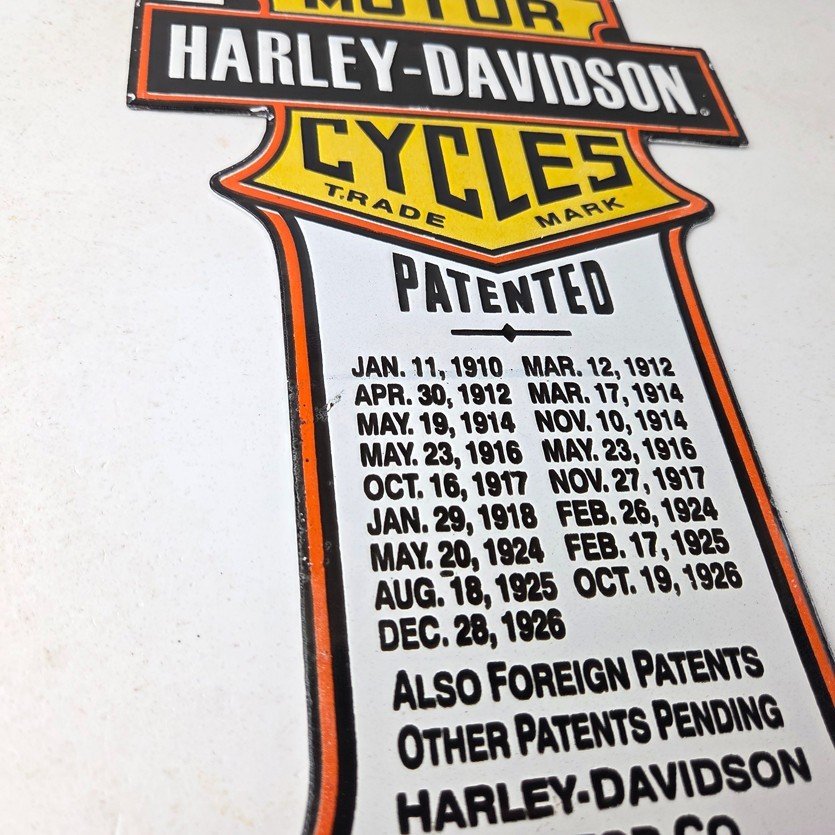 MOTOR
HARLEY-DAVIDSON
CYCLES
TRADE MARK
PATENTED
JAN. 11, 1910 MAR. 12, 1912
APR. 30, 1912 MAR. 17, 1914
MAY. 19, 1914 NOV. 10, 1914
MAY. 23, 1916 MAY. 23, 1916
OCT. 16, 1917 NOV. 27, 1917
JAN. 29, 1918 FEB. 26, 1924
MAY. 20, 1924 FEB. 17, 1925
AUG. 18, 1925 OCT. 19, 1926
DEC. 28, 1926
ALSO FOREIGN PATENTS
OTHER PATENTS PENDING
HARLEY-DAVIDSON
CO.